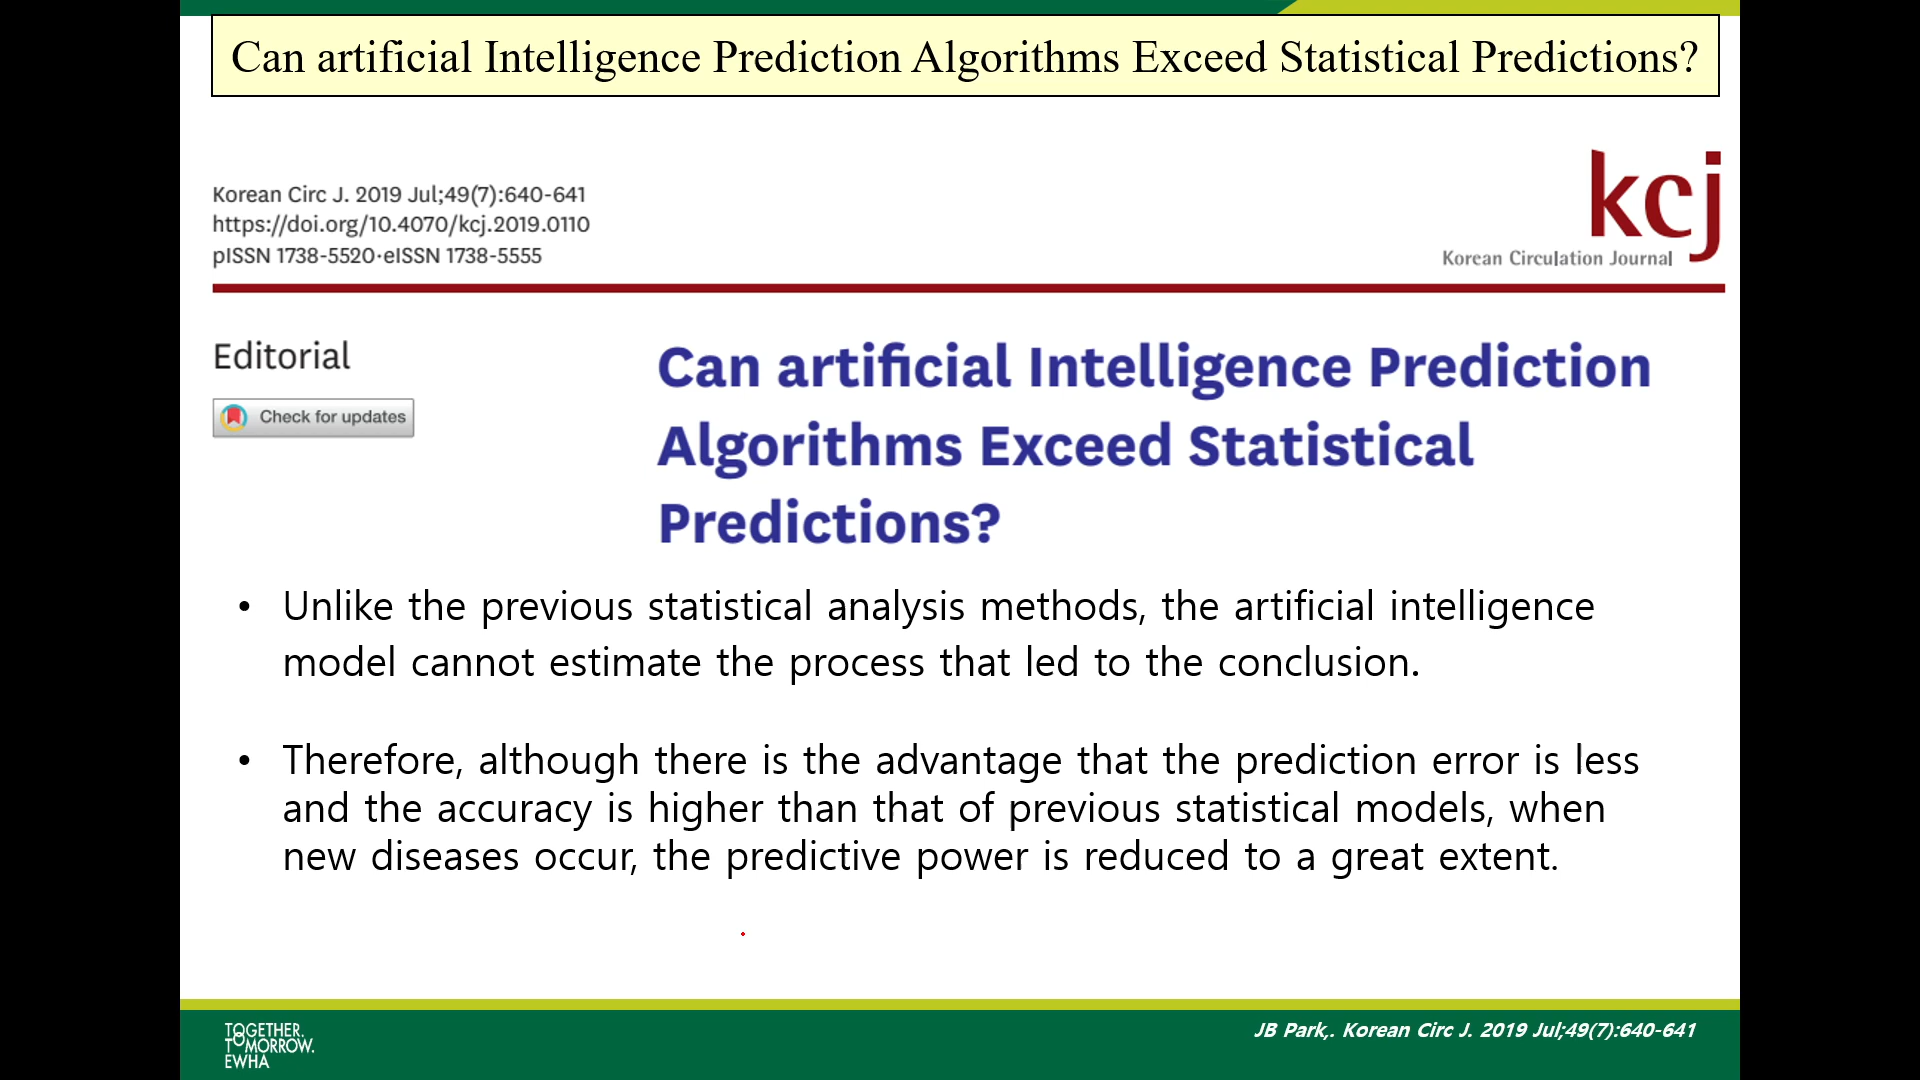 Can artificial Intelligence Prediction Algorithms Exceed Statistical Predictions?
Korean Circ J. 2019 Jul;49(7):640-641
https://doi.org/10.4070/kcj.2019.0110
pISSN 1738-5520·eISSN 1738-5555
kcj
Korean Circulation Journal
Editorial
Check for updates
Can artificial Intelligence Prediction
Algorithms Exceed Statistical
Predictions?
• Unlike the previous statistical analysis methods, the artificial intelligence
model cannot estimate the process that led to the conclusion.
• Therefore, although there is the advantage that the prediction error is less
and the accuracy is higher than that of previous statistical models, when
new diseases occur, the predictive power is reduced to a great extent.
TOGETHER.
TOMORROW.
EWHA
JB Park,. Korean Circ J. 2019 Jul;49(7):640-641